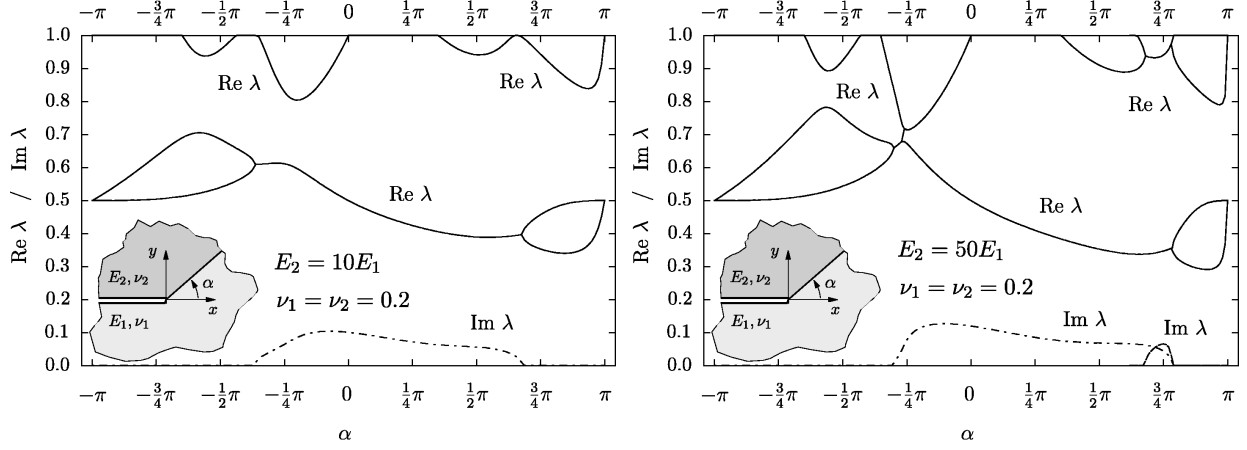 −π −¾π −½π −¼π 0 ¼π ½π ¾π π
1.0
0.9
0.8
0.7
0.6
0.5
0.4
0.3
0.2
0.1
0.0
Re λ / Im λ
Re λ
Re λ
Re λ
E₂ = 10E₁
ν₁ = ν₂ = 0.2
Im λ
y
E₂, ν₂
α
x
E₁, ν₁
−π −¾π −½π −¼π 0 ¼π ½π ¾π π
α
−π −¾π −½π −¼π 0 ¼π ½π ¾π π
1.0
0.9
0.8
0.7
0.6
0.5
0.4
0.3
0.2
0.1
0.0
Re λ / Im λ
Re λ
Re λ
Re λ
E₂ = 50E₁
ν₁ = ν₂ = 0.2
Im λ
Im λ
y
E₂, ν₂
α
x
E₁, ν₁
−π −¾π −½π −¼π 0 ¼π ½π ¾π π
α